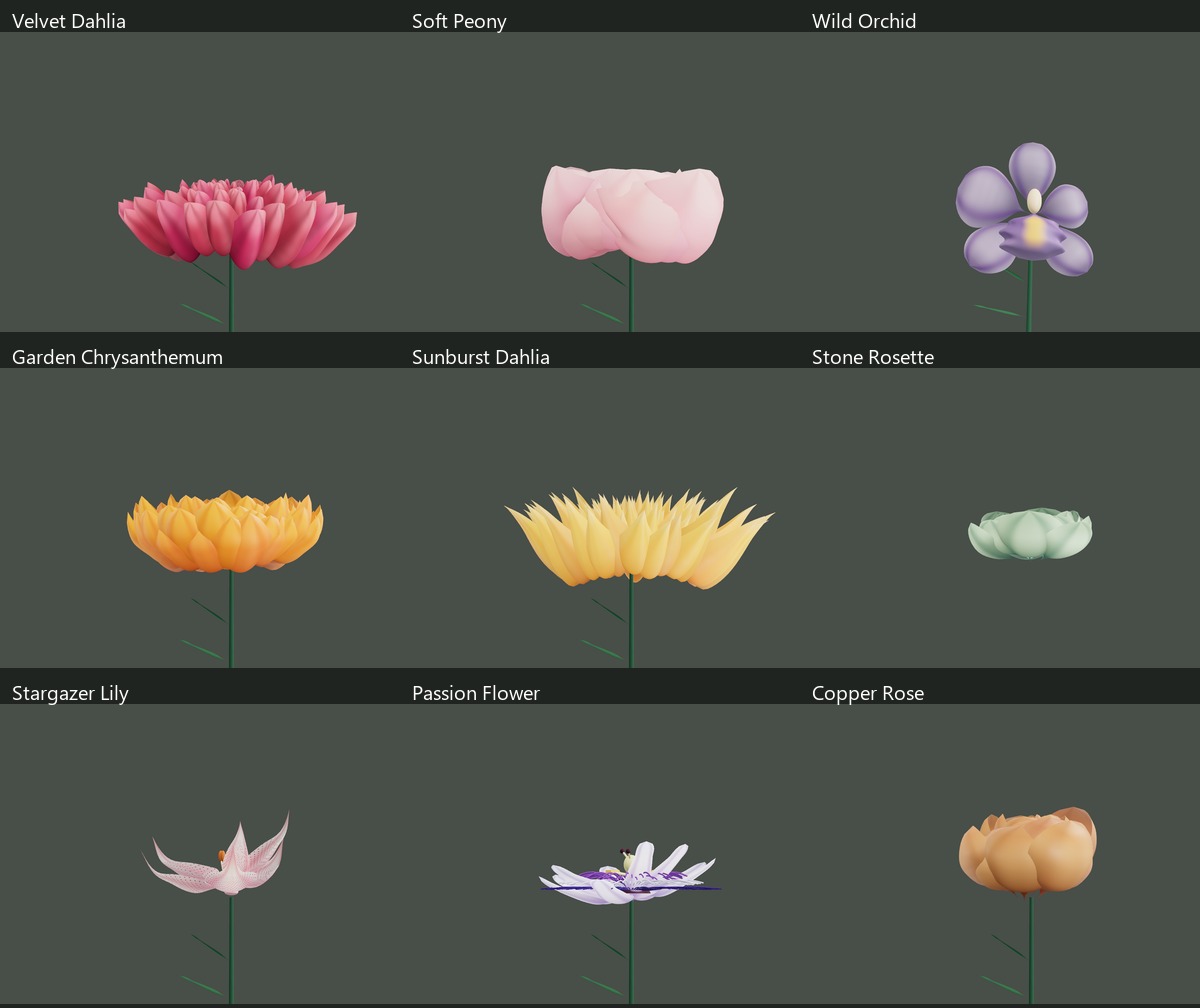 Velvet Dahlia
Soft Peony
Wild Orchid
Garden Chrysanthemum
Sunburst Dahlia
Stone Rosette
Stargazer Lily
Passion Flower
Copper Rose